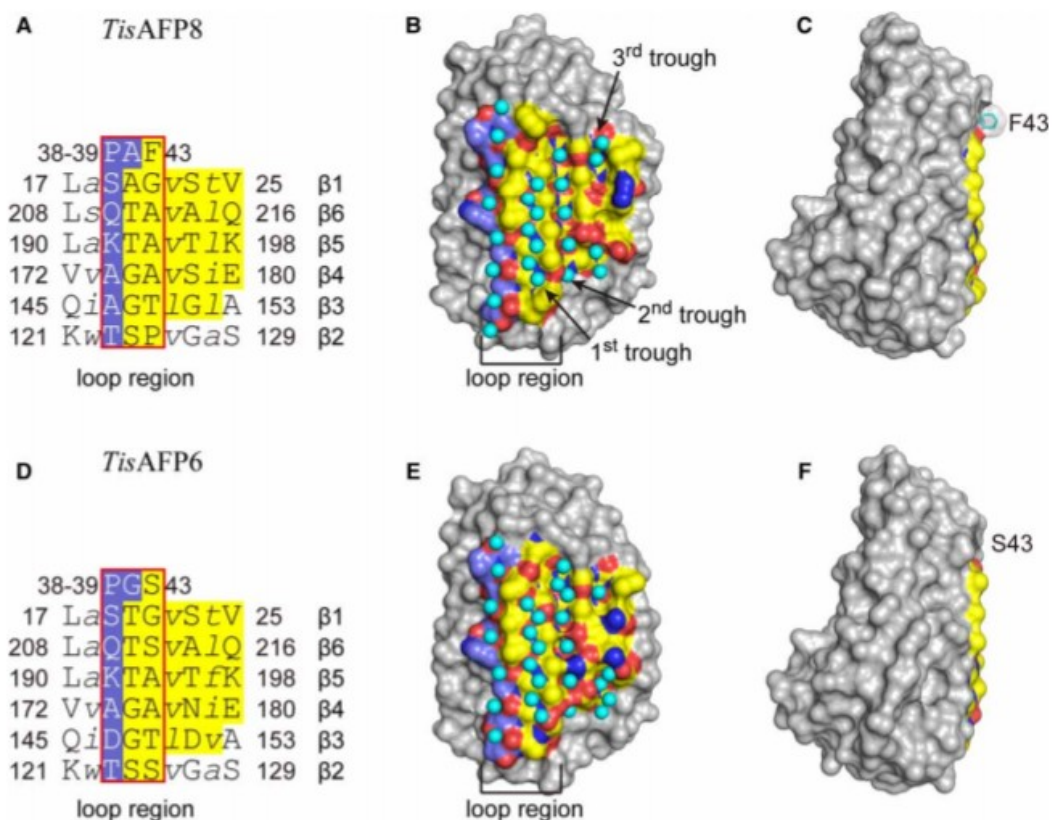 A TisAFP8
38-39 PAF 43
17 LaSAGvStV 25 β1
208 LsQTAvAlQ 216 β6
190 LaKTAvTlK 198 β5
172 VvAGAvSiE 180 β4
145 QiAGTlGlA 153 β3
121 KwTSPvGaS 129 β2
loop region
B
3rd trough
2nd trough
1st trough
loop region
C
F43
D TisAFP6
38-39 PGS 43
17 LaSTGvStV 25 β1
208 LaQTSvAlQ 216 β6
190 LaKTAvTfK 198 β5
172 VvAGAvNiE 180 β4
145 QiDGTlDvA 153 β3
121 KwTSSvGaS 129 β2
loop region
E
loop region
F
S43